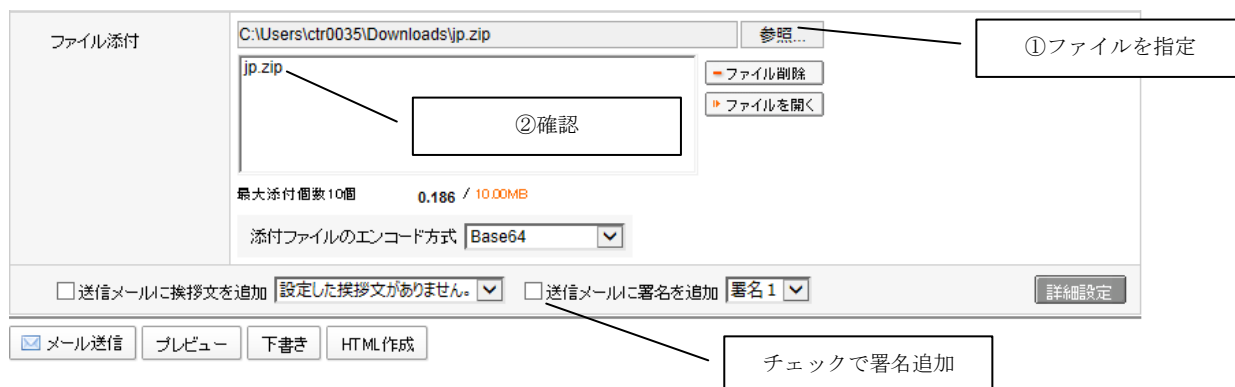 ファイル添付
C:\Users\ctr0035\Downloads\jp.zip
参照...
①ファイルを指定
jp.zip
ファイル削除
ファイルを開く
②確認
最大添付個数10個 0.186 / 10.00MB
添付ファイルのエンコード方式 Base64
送信メールに挨拶文を追加 設定した挨拶文がありません。 送信メールに署名を追加 署名1 詳細設定
メール送信 プレビュー 下書き HTML作成
チェックで署名追加